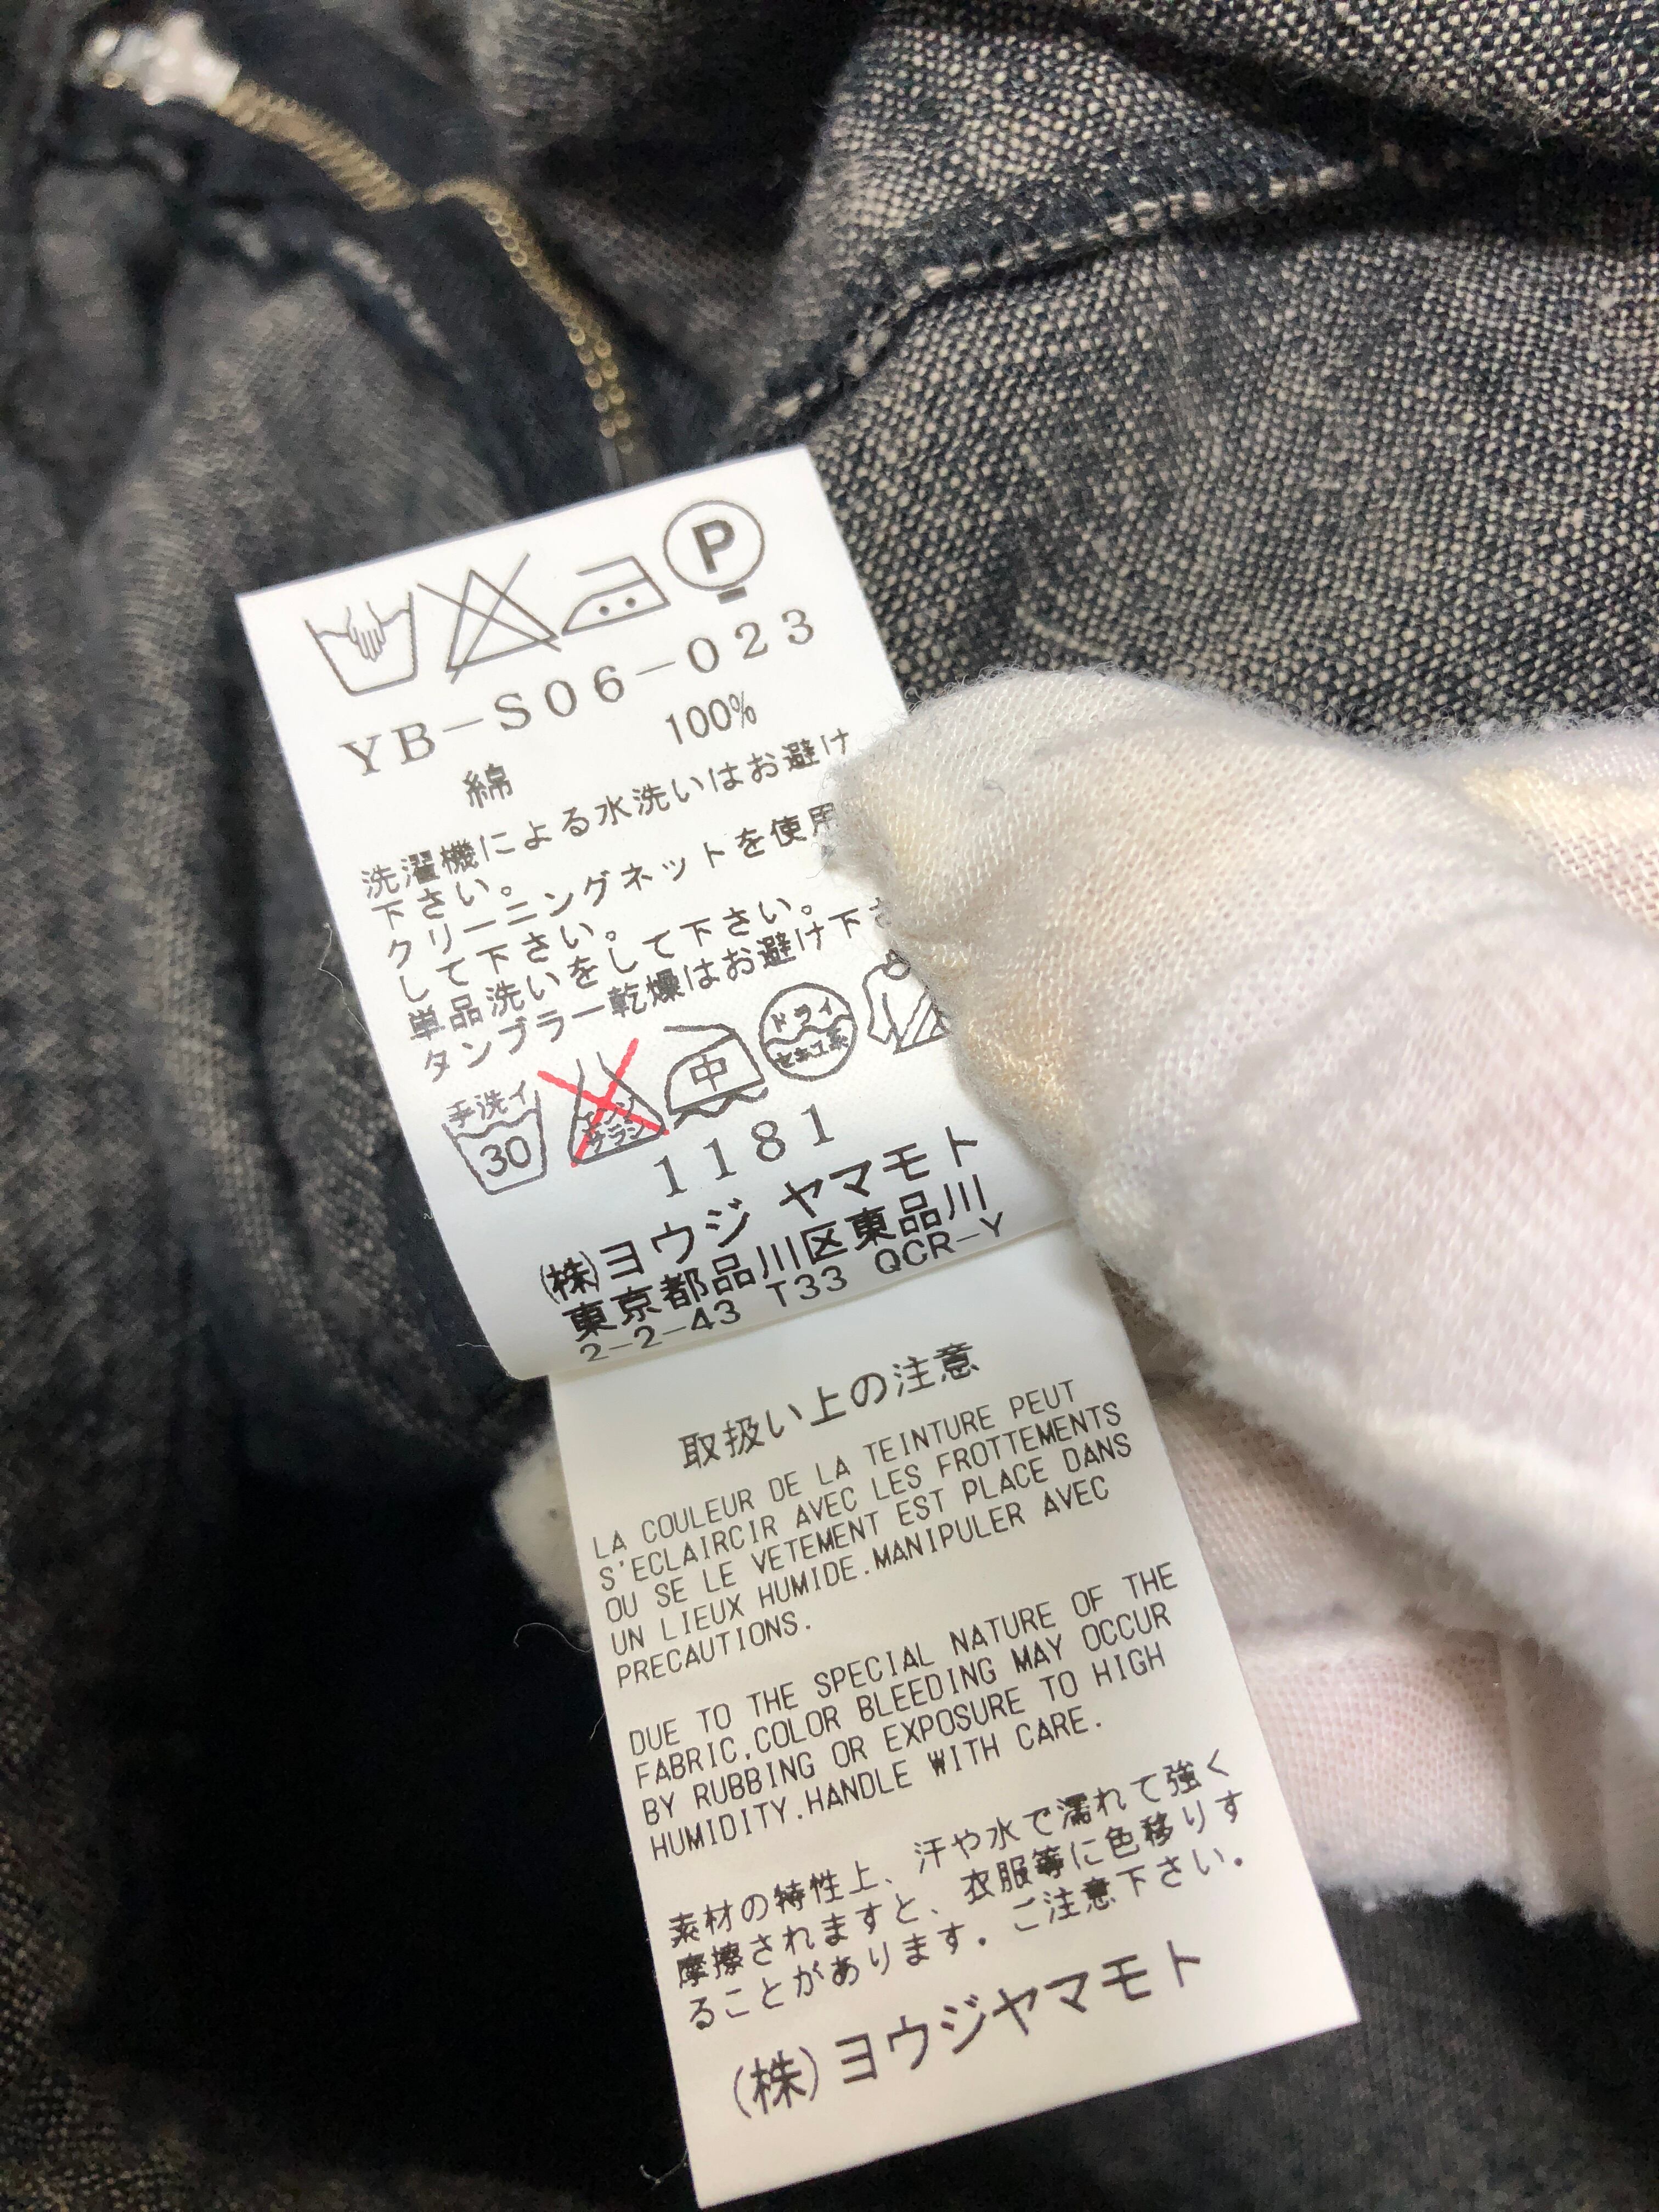 P
YB-S06-023
綿 100%
洗濯機による水洗いはお避け
下さい。
クリーニングネットを使用
して下さい。
単品洗いをして下さい。
タンブラー乾燥はお避け下さ
手洗イ 30
エンソ サラシ
中
ドライ 石油系
1181
(株)ヨウジ ヤマモト
東京都品川区東品川
2-2-43 T33 QCR-Y
取扱い上の注意
LA COULEUR DE LA TEINTURE PEUT
S'ECLAIRCIR AVEC LES FROTTEMENTS
OU SE LE VETEMENT EST PLACE DANS
UN LIEUX HUMIDE.MANIPULER AVEC
PRECAUTIONS.
DUE TO THE SPECIAL NATURE OF THE
FABRIC,COLOR BLEEDING MAY OCCUR
BY RUBBING OR EXPOSURE TO HIGH
HUMIDITY.HANDLE WITH CARE.
素材の特性上、汗や水で濡れて強く
摩擦されますと、衣服等に色移りす
ることがあります。ご注意下さい。
(株)ヨウジヤマモト